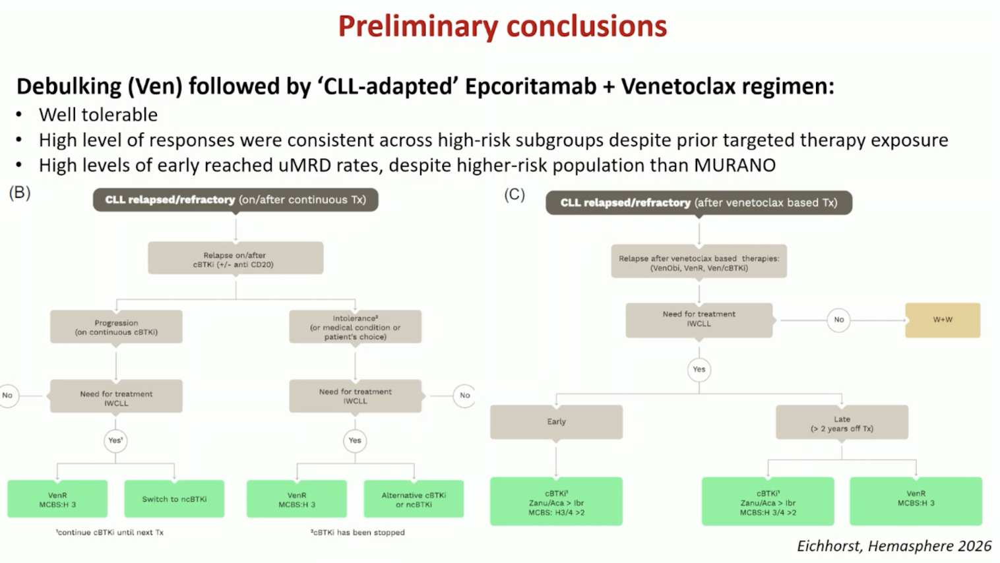 Preliminary conclusions
Debulking (Ven) followed by ‘CLL-adapted’ Epcoritamab + Venetoclax regimen:
• Well tolerable
• High level of responses were consistent across high-risk subgroups despite prior targeted therapy exposure
• High levels of early reached uMRD rates, despite higher-risk population than MURANO
(B)
CLL relapsed/refractory (on/after continuous Tx)
Relapse on/after
cBTKi (+/- anti CD20)
Progression
(on continuous cBTKi)
Intolerance²
(or medical condition or
patient's choice)
No
Need for treatment
IWCLL
Need for treatment
IWCLL
No
Yes¹
Yes
VenR
MCBS:H 3
Switch to ncBTKi
VenR
MCBS:H 3
Alternative cBTKi
or ncBTKi
¹continue cBTKi until next Tx
²cBTKi has been stopped
(C)
CLL relapsed/refractory (after venetoclax based Tx)
Relapse after venetoclax based therapies:
(VenObi, VenR, Ven/cBTKi)
Need for treatment
IWCLL
No
W+W
Yes
Early
Late
(> 2 years off Tx)
cBTKi¹
Zanu/Aca > Ibr
MCBS: H3/4 >2
cBTKi¹
Zanu/Aca > Ibr
MCBS:H 3/4 >2
VenR
MCBS:H 3
Eichhorst, Hemasphere 2026